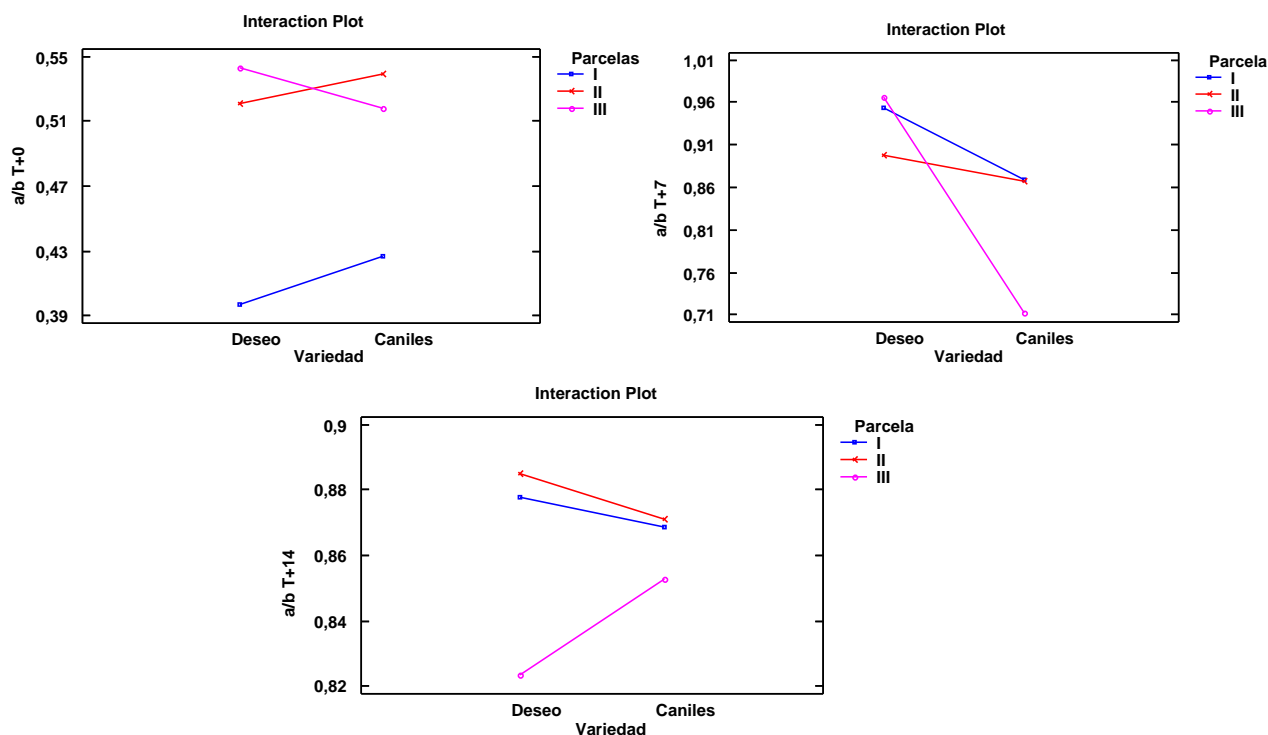 Interaction Plot
a/b T+0
0,55
0,51
0,47
0,43
0,39
Deseo
Caniles
Variedad
Parcelas
I
II
III
Interaction Plot
a/b T+7
1,01
0,96
0,91
0,86
0,81
0,76
0,71
Deseo
Caniles
Variedad
Parcela
I
II
III
Interaction Plot
a/b T+14
0,9
0,88
0,86
0,84
0,82
Deseo
Caniles
Variedad
Parcela
I
II
III